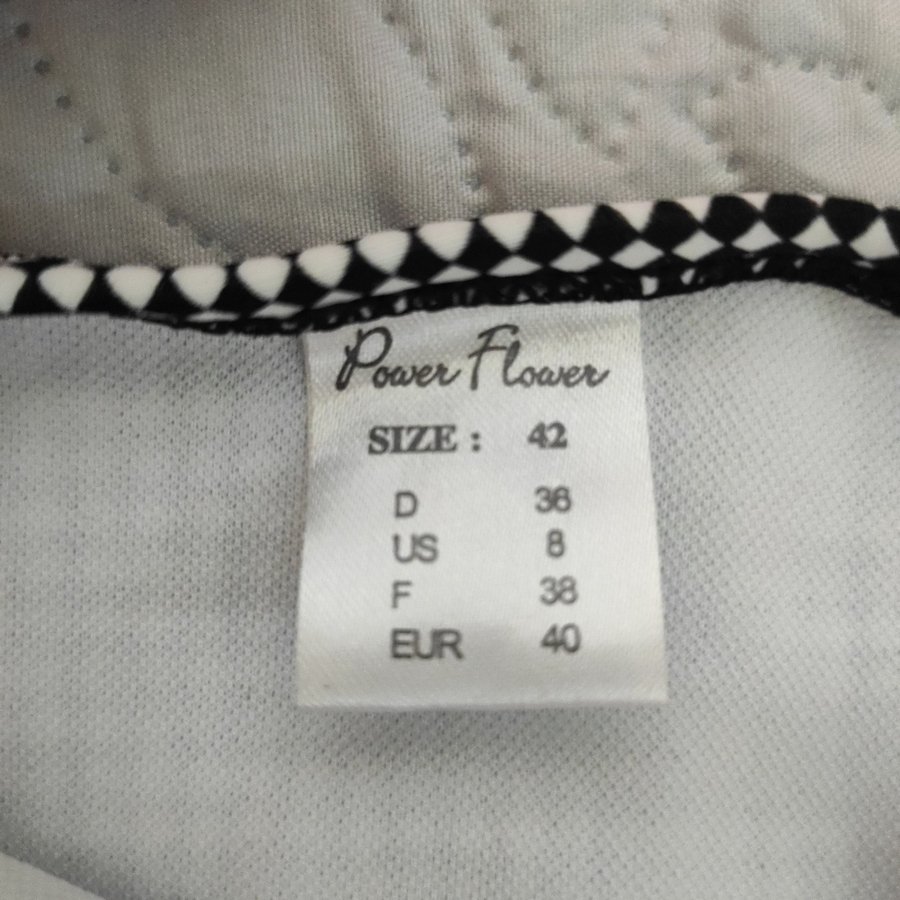 Power Flower
SIZE : 42
D 36
US 8
F 38
EUR 40